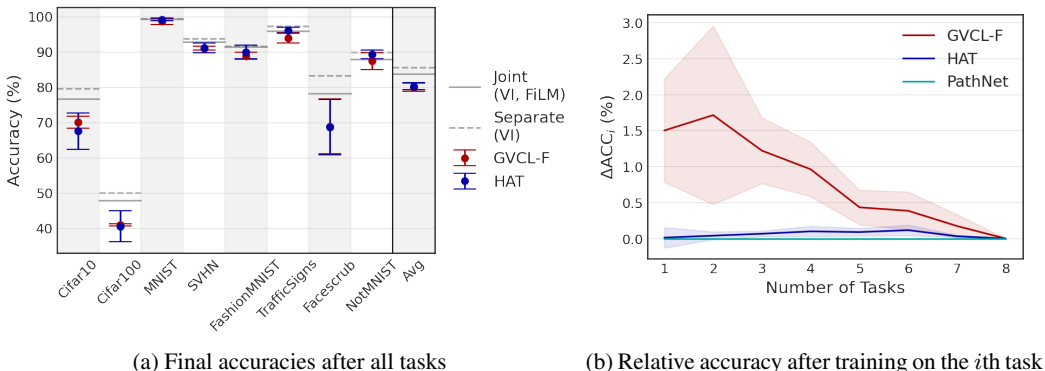 100
90
80
70
60
50
40
Accuracy (%)
Cifar10
Cifar100
MNIST
SVHN
FashionMNIST
TrafficSigns
Facescrub
NotMNIST
Avg
Joint
(VI, FiLM)
Separate
(VI)
GVCL-F
HAT
(a) Final accuracies after all tasks
3.0
2.5
2.0
1.5
1.0
0.5
0.0
ΔACCᵢ (%)
1 2 3 4 5 6 7 8
Number of Tasks
GVCL-F
HAT
PathNet
(b) Relative accuracy after training on the ith task